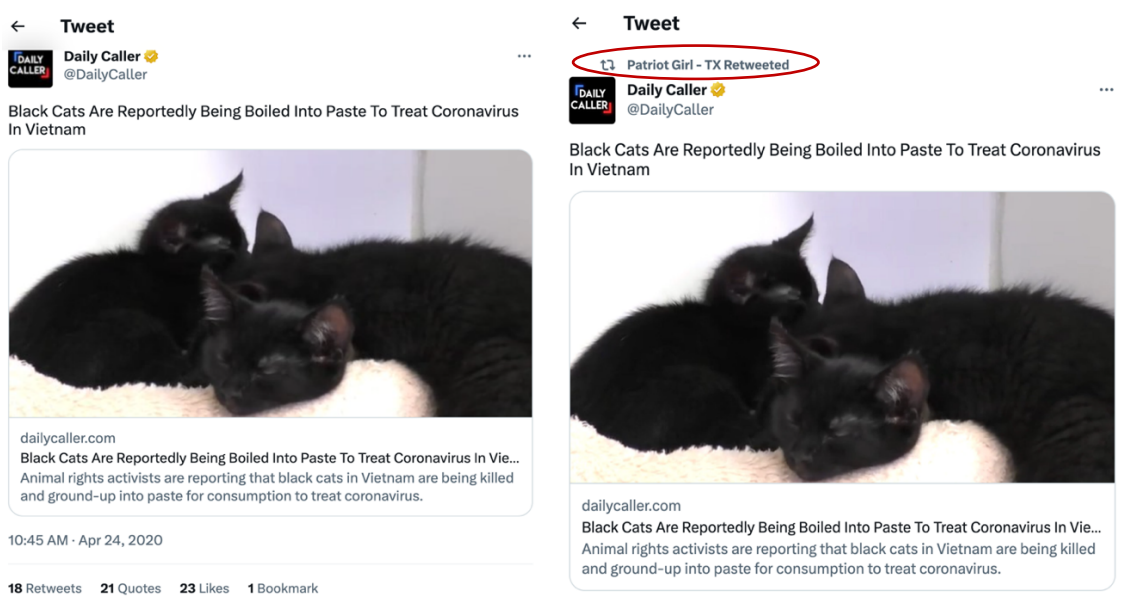 Tweet
DAILY
CALLER
Daily Caller
@DailyCaller
Black Cats Are Reportedly Being Boiled Into Paste To Treat Coronavirus
In Vietnam
dailycaller.com
Black Cats Are Reportedly Being Boiled Into Paste To Treat Coronavirus In Vie...
Animal rights activists are reporting that black cats in Vietnam are being killed
and ground-up into paste for consumption to treat coronavirus.
10:45 AM · Apr 24, 2020
18 Retweets 21 Quotes 23 Likes 1 Bookmark
Tweet
Patriot Girl - TX Retweeted
DAILY
CALLER
Daily Caller
@DailyCaller
Black Cats Are Reportedly Being Boiled Into Paste To Treat Coronavirus
In Vietnam
dailycaller.com
Black Cats Are Reportedly Being Boiled Into Paste To Treat Coronavirus In Vie...
Animal rights activists are reporting that black cats in Vietnam are being killed
and ground-up into paste for consumption to treat coronavirus.